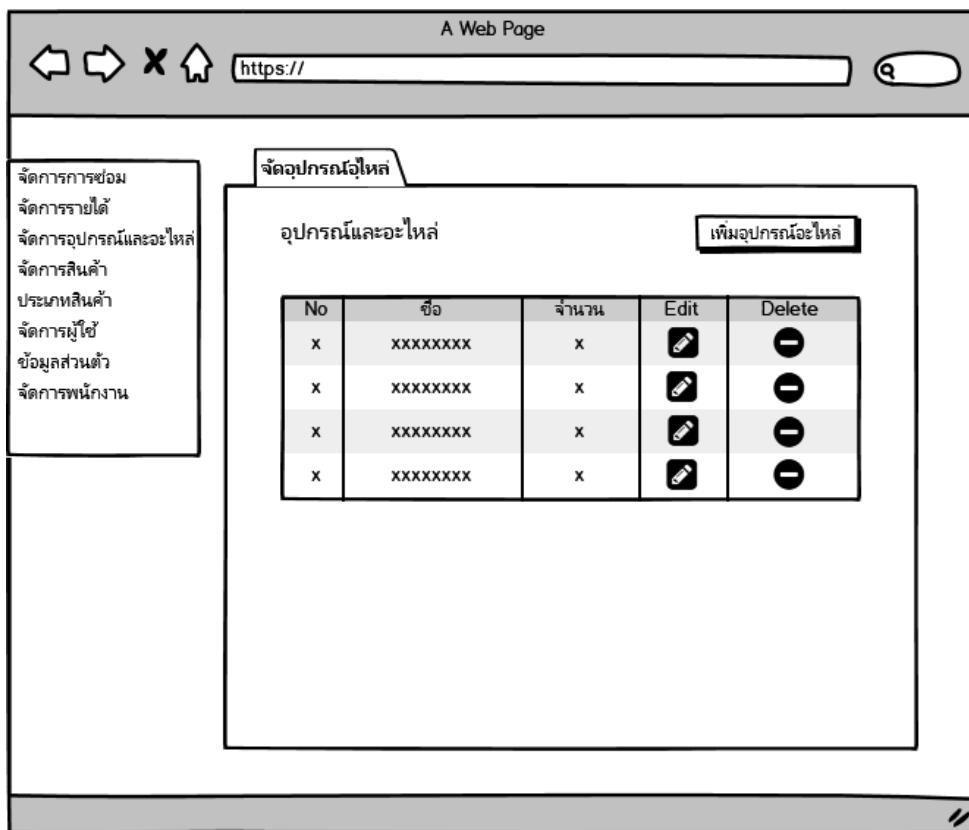 A Web Page
https://
จัดการการซ่อม
จัดการรายได้
จัดการอุปกรณ์และอะไหล่
จัดการสินค้า
ประเภทสินค้า
จัดการผู้ใช้
ข้อมูลส่วนตัว
จัดการพนักงาน
จัดอุปกรณ์อุไหล่
อุปกรณ์และอะไหล่
เพิ่มอุปกรณ์อะไหล่
No ชื่อ จำนวน Edit Delete
x xxxxxxxx x
x xxxxxxxx x
x xxxxxxxx x
x xxxxxxxx x